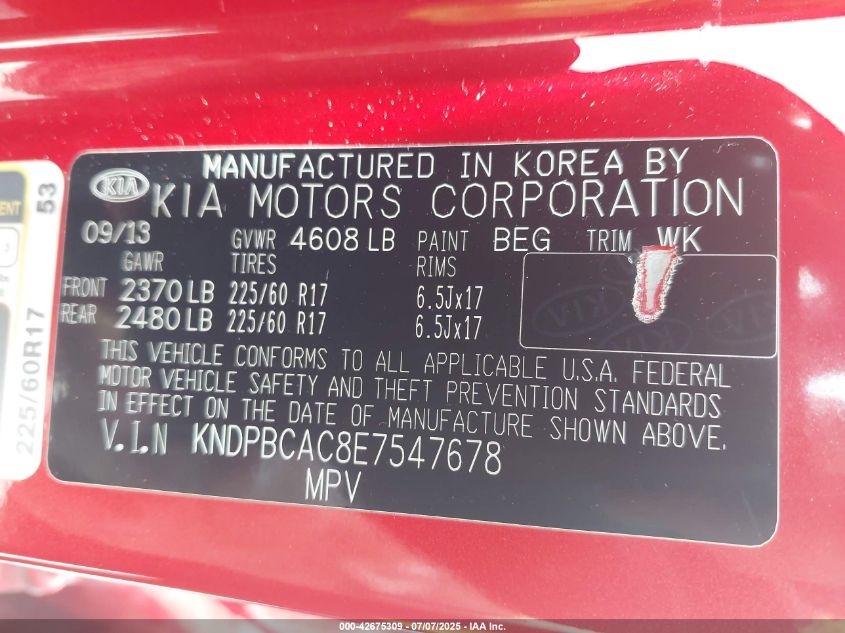 MANUFACTURED IN KOREA BY
KIA KIA MOTORS CORPORATION
09/13 GVWR 4608 LB PAINT BEG TRIM WK
GAWR TIRES RIMS
FRONT 2370 LB 225/60 R17 6.5Jx17
REAR 2480 LB 225/60 R17 6.5Jx17
THIS VEHICLE CONFORMS TO ALL APPLICABLE U.S.A. FEDERAL
MOTOR VEHICLE SAFETY AND THEFT PREVENTION STANDARDS
IN EFFECT ON THE DATE OF MANUFACTURE SHOWN ABOVE.
V.I.N KNDPBCAC8E7547678
MPV
53
225/60R17
000-42675309 - 07/07/2025 - IAA Inc.